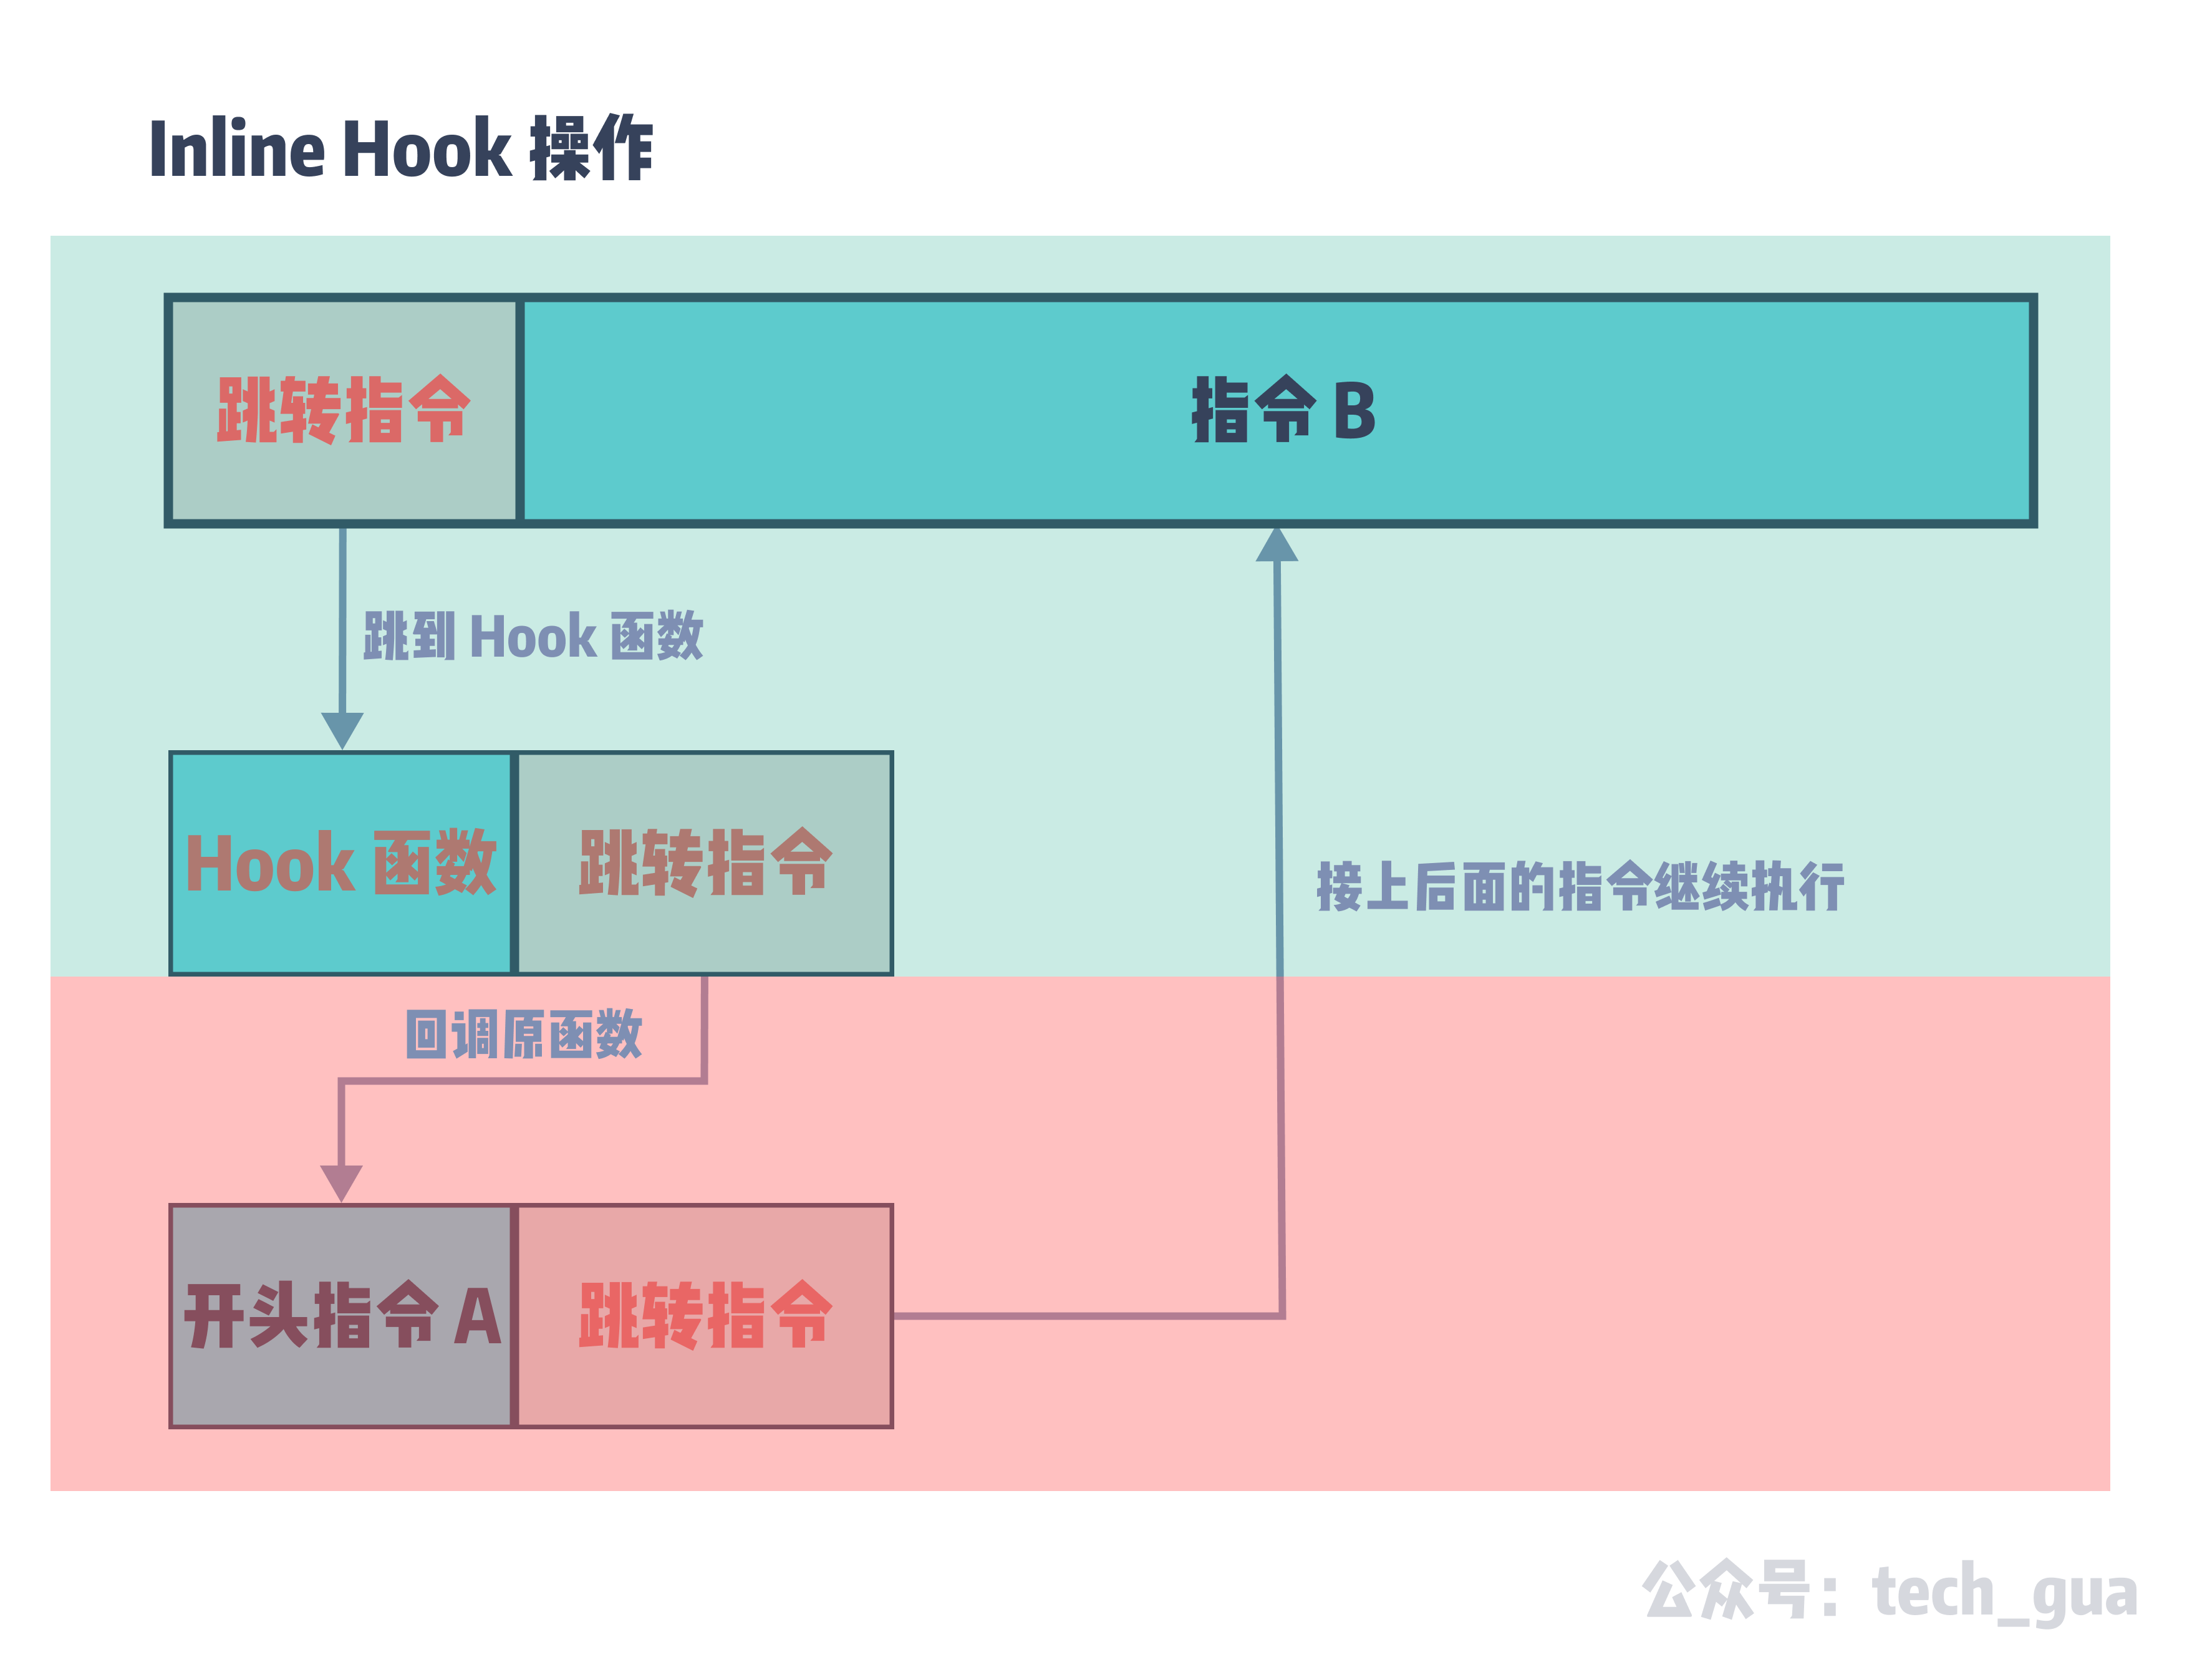 Inline Hook 操作
跳转指令
指令 B
跳到 Hook 函数
Hook 函数
跳转指令
接上后面的指令继续执行
回调原函数
开头指令 A
跳转指令
公众号：tech_gua